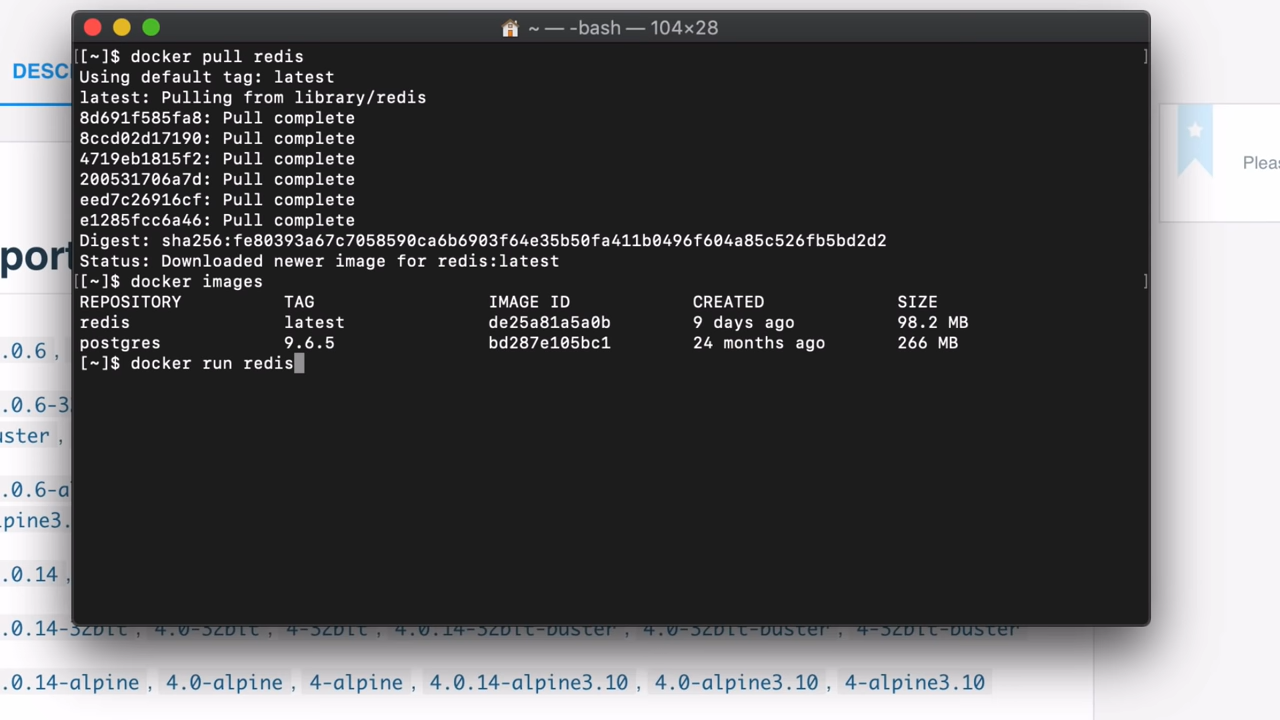 ~ — -bash — 104×28
[[~]$ docker pull redis ]
Using default tag: latest
latest: Pulling from library/redis
8d691f585fa8: Pull complete
8ccd02d17190: Pull complete
4719eb1815f2: Pull complete
200531706a7d: Pull complete
eed7c26916cf: Pull complete
e1285fcc6a46: Pull complete
Digest: sha256:fe80393a67c7058590ca6b6903f64e35b50fa411b0496f604a85c526fb5bd2d2
Status: Downloaded newer image for redis:latest
[[~]$ docker images ]
REPOSITORY TAG IMAGE ID CREATED SIZE
redis latest de25a81a5a0b 9 days ago 98.2 MB
postgres 9.6.5 bd287e105bc1 24 months ago 266 MB
[~]$ docker run redis
DESC
Pleas
port
.0.6 ,
.0.6-3
uster ,
.0.6-a
lpine3.
.0.14 ,
.0.14-32bit , 4.0-32bit , 4-32bit , 4.0.14-32bit-buster , 4.0-32bit-buster , 4-32bit-buster
.0.14-alpine , 4.0-alpine , 4-alpine , 4.0.14-alpine3.10 , 4.0-alpine3.10 , 4-alpine3.10